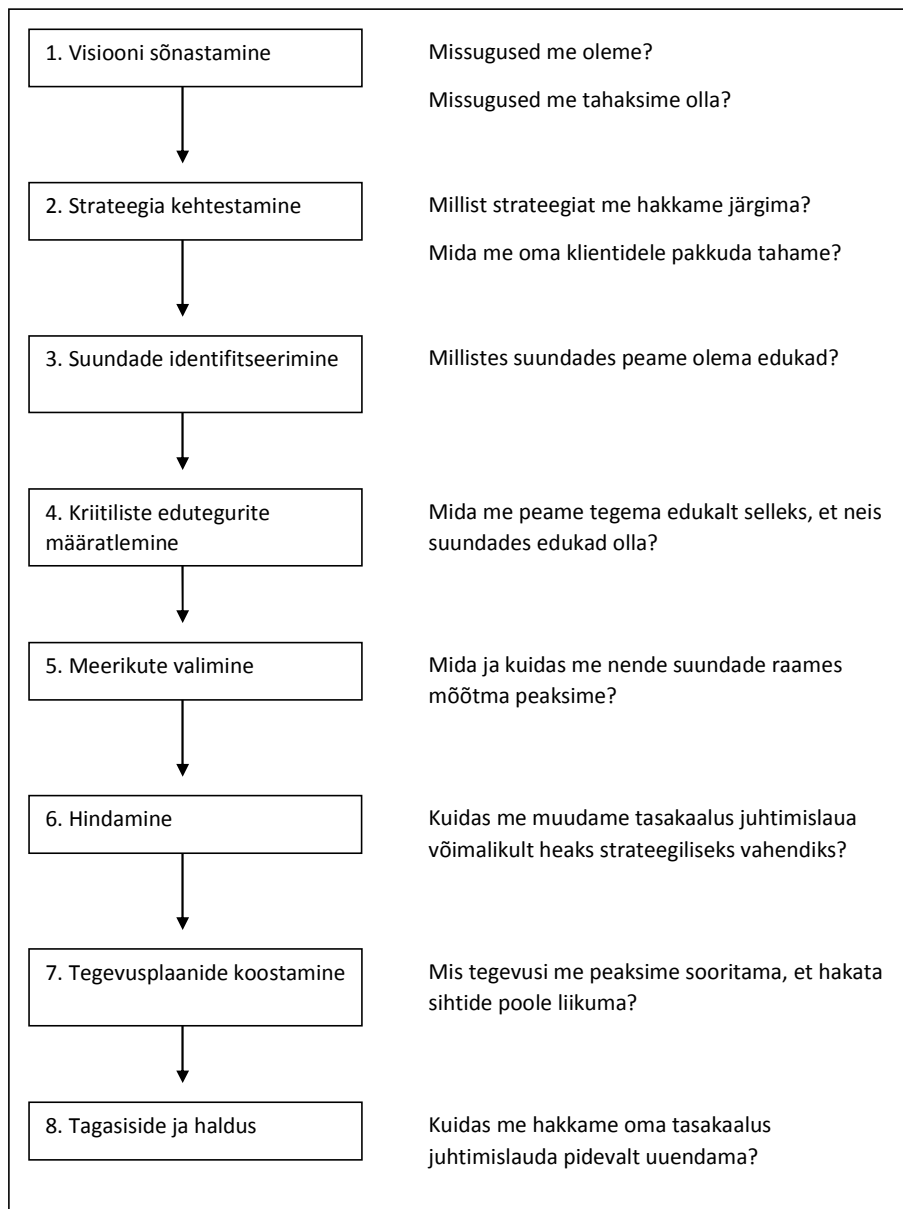 1. Visiooni sõnastamine
Missugused me oleme?
Missugused me tahaksime olla?
2. Strateegia kehtestamine
Millist strateegiat me hakkame järgima?
Mida me oma klientidele pakkuda tahame?
3. Suundade identifitseerimine
Millistes suundades peame olema edukad?
4. Kriitiliste edutegurite
määratlemine
Mida me peame tegema edukalt selleks, et neis
suundades edukad olla?
5. Meerikute valimine
Mida ja kuidas me nende suundade raames
mõõtma peaksime?
6. Hindamine
Kuidas me muudame tasakaalus juhtimislaua
võimalikult heaks strateegiliseks vahendiks?
7. Tegevusplaanide koostamine
Mis tegevusi me peaksime sooritama, et hakata
sihtide poole liikuma?
8. Tagasiside ja haldus
Kuidas me hakkame oma tasakaalus
juhtimislauda pidevalt uuendama?